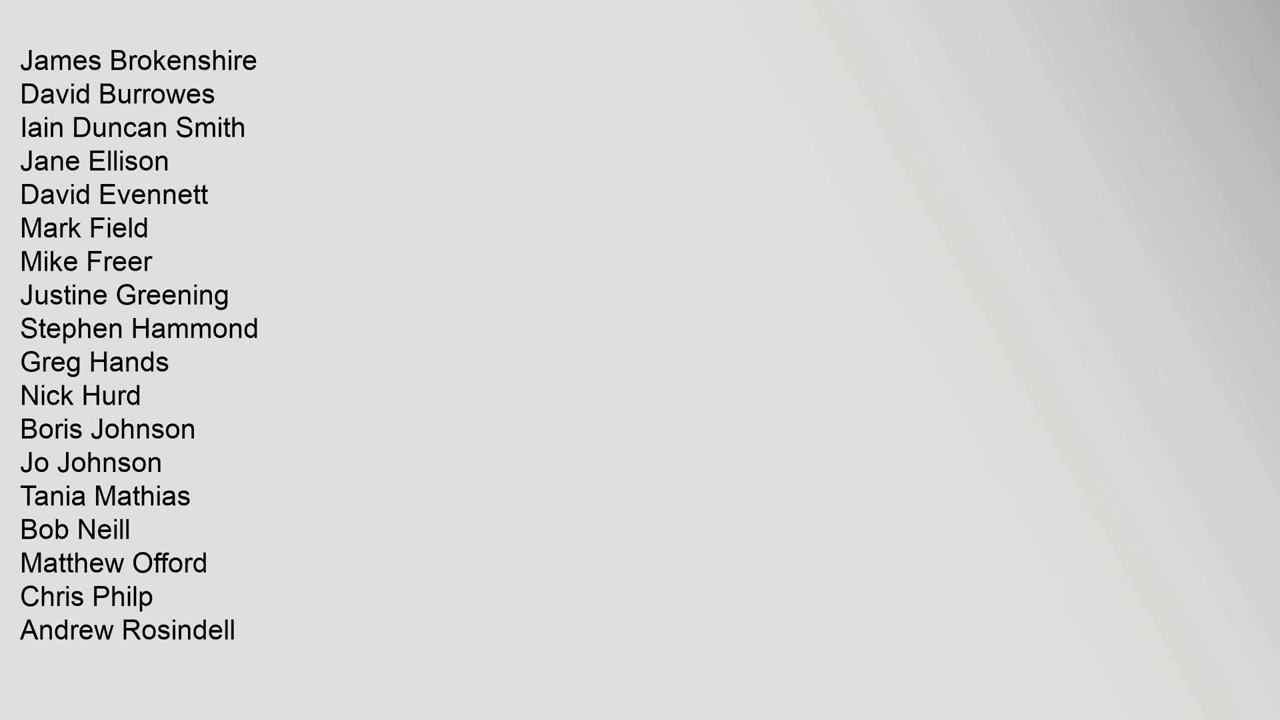 James Brokenshire
David Burrowes
Iain Duncan Smith
Jane Ellison
David Evennett
Mark Field
Mike Freer
Justine Greening
Stephen Hammond
Greg Hands
Nick Hurd
Boris Johnson
Jo Johnson
Tania Mathias
Bob Neill
Matthew Offord
Chris Philp
Andrew Rosindell